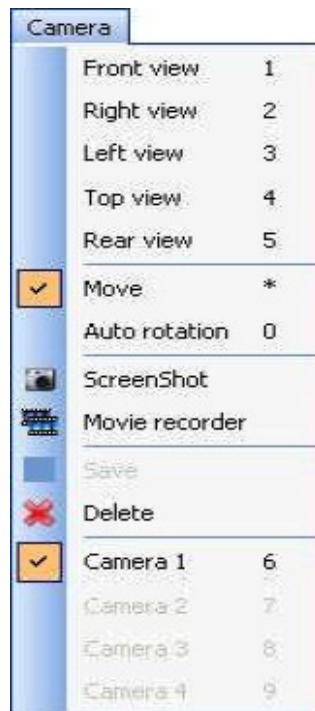 Camera
Front view 1
Right view 2
Left view 3
Top view 4
Rear view 5
Move *
Auto rotation 0
ScreenShot
Movie recorder
Save
Delete
Camera 1 6
Camera 2 7
Camera 3 8
Camera 4 9